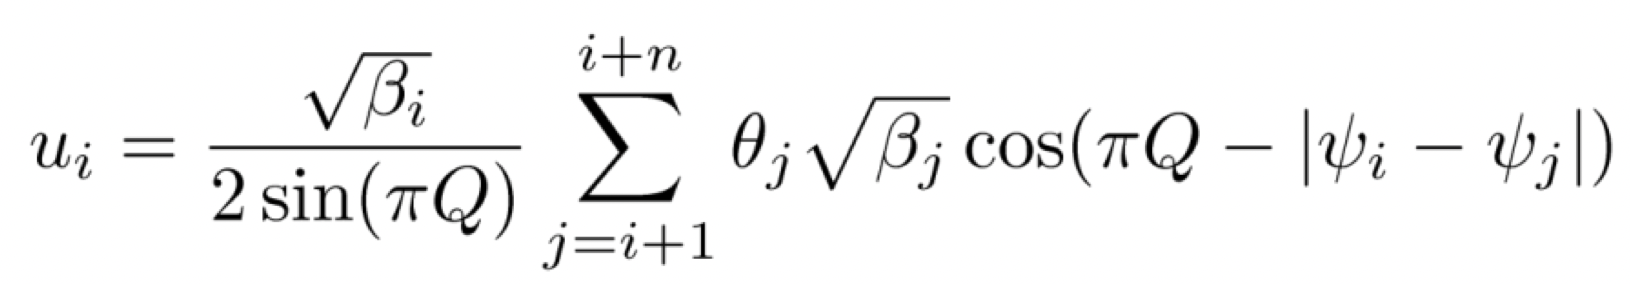 u_i = \frac{\sqrt{\beta_i}}{2\sin(\pi Q)} \sum_{j=i+1}^{i+n} \theta_j \sqrt{\beta_j} \cos(\pi Q - |\psi_i - \psi_j|)